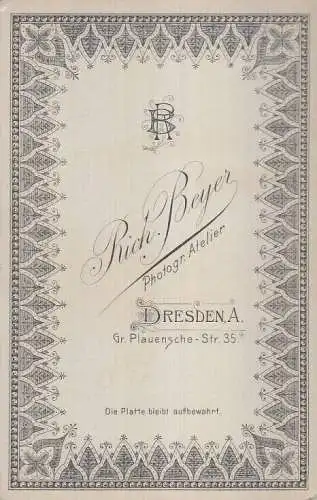 RB
Rich. Beyer
Photogr. Atelier
DRESDEN.A.
Gr. Plauensche-Str. 35.
Die Platte bleibt aufbewahrt.